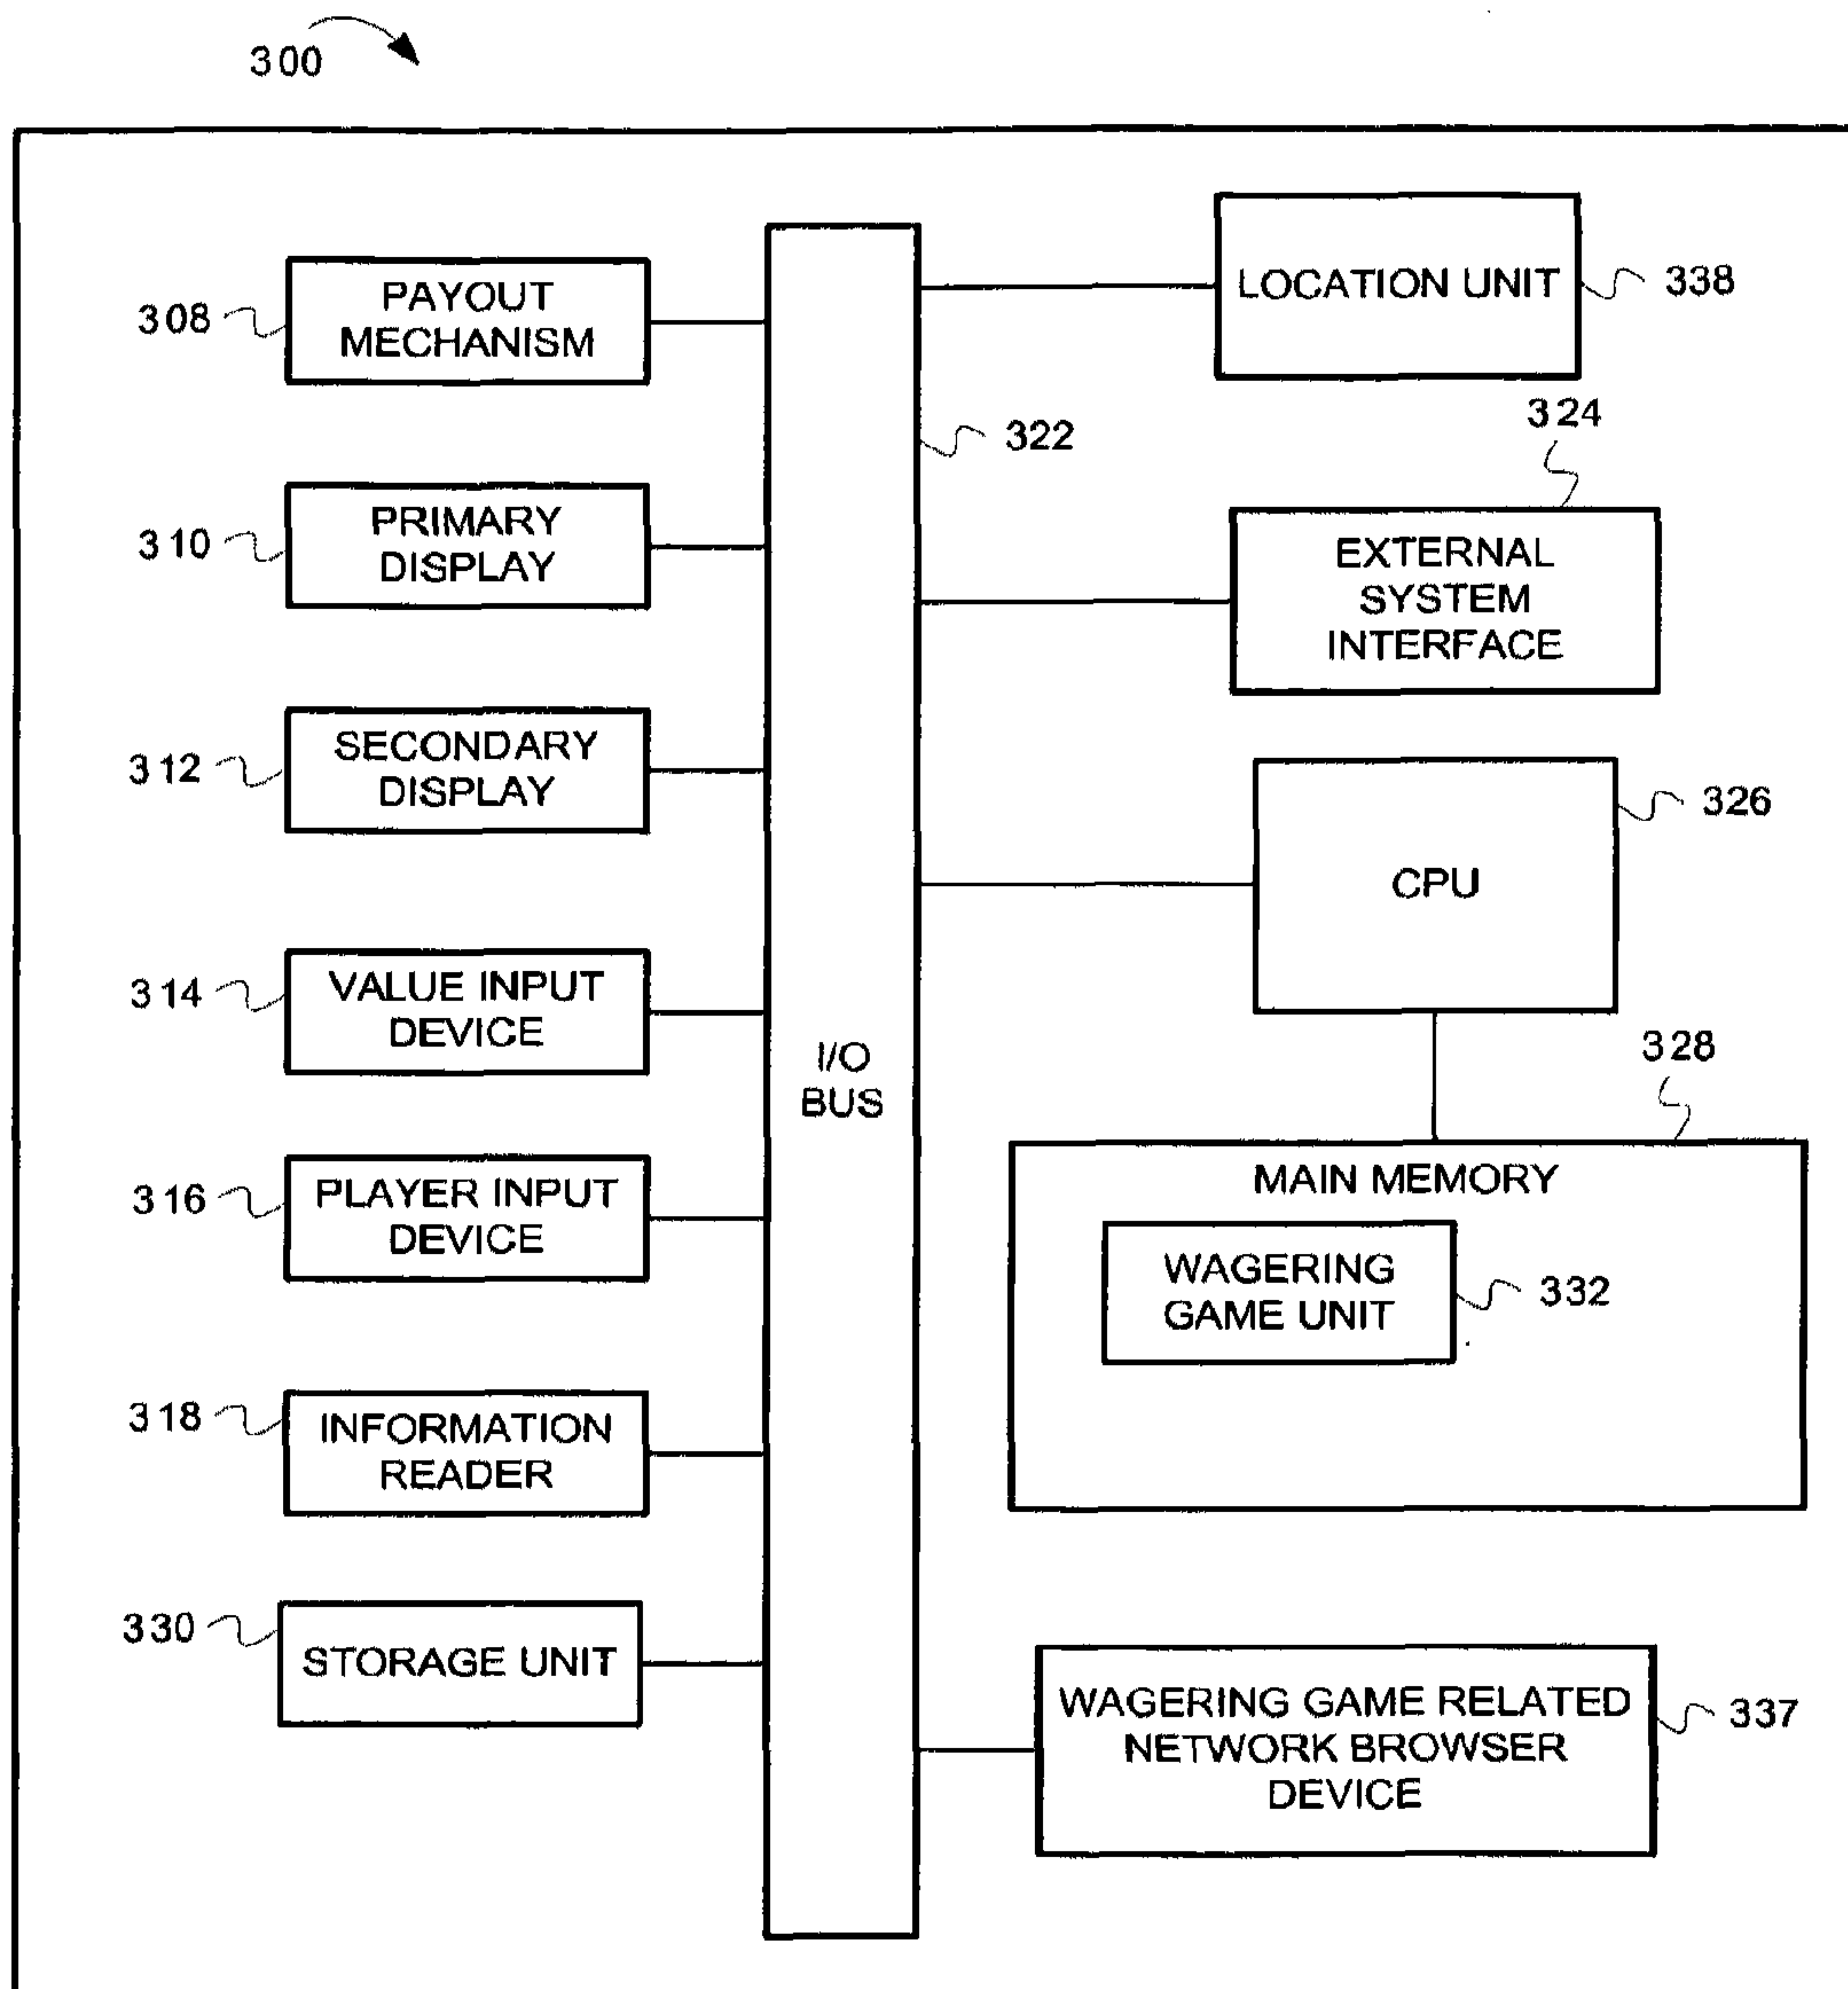 300
308
PAYOUT
MECHANISM
310
PRIMARY
DISPLAY
312
SECONDARY
DISPLAY
314
VALUE INPUT
DEVICE
316
PLAYER INPUT
DEVICE
318
INFORMATION
READER
330
STORAGE UNIT
I/O
BUS
322
LOCATION UNIT
338
324
EXTERNAL
SYSTEM
INTERFACE
326
CPU
328
MAIN MEMORY
WAGERING
GAME UNIT
332
WAGERING GAME RELATED
NETWORK BROWSER
DEVICE
337